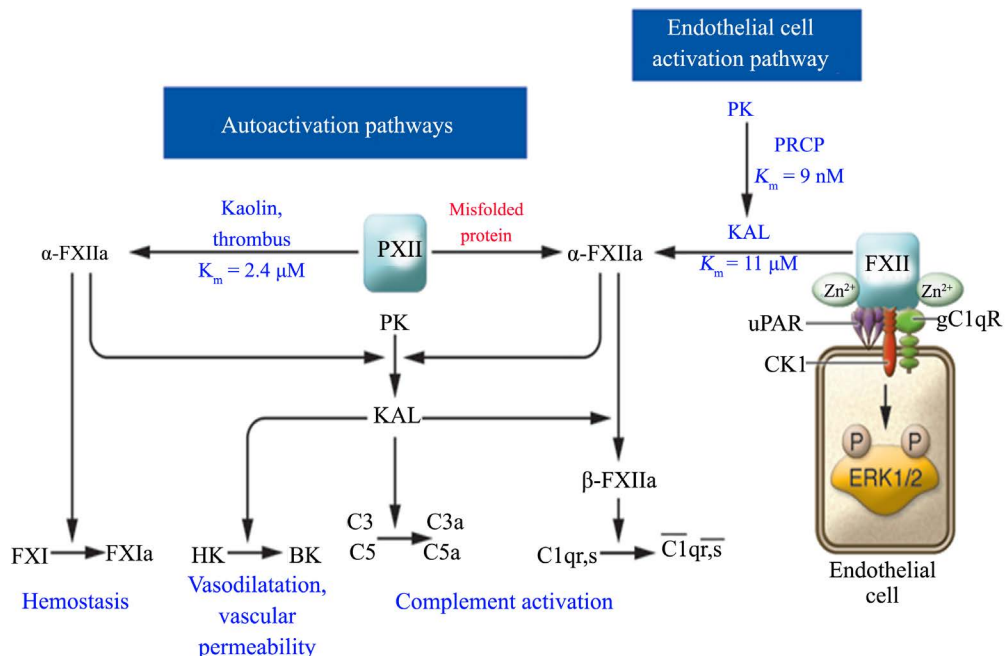 Endothelial cell
activation pathway
Autoactivation pathways
PK
PRCP
Kₘ = 9 nM
KAL
Kₘ = 11 μM
Kaolin,
thrombus
Kₘ = 2.4 μM
Misfolded
protein
α-FXIIa
PXII
α-FXIIa
FXII
Zn²⁺
Zn²⁺
uPAR
gC1qR
CK1
PK
KAL
P
P
ERK1/2
β-FXIIa
C3
C5
C3a
C5a
FXI
FXIa
HK
BK
C1qr,s
C̅1̅qr̅,̅s̅
Hemostasis
Vasodilatation,
vascular
permeability
Complement activation
Endothelial
cell